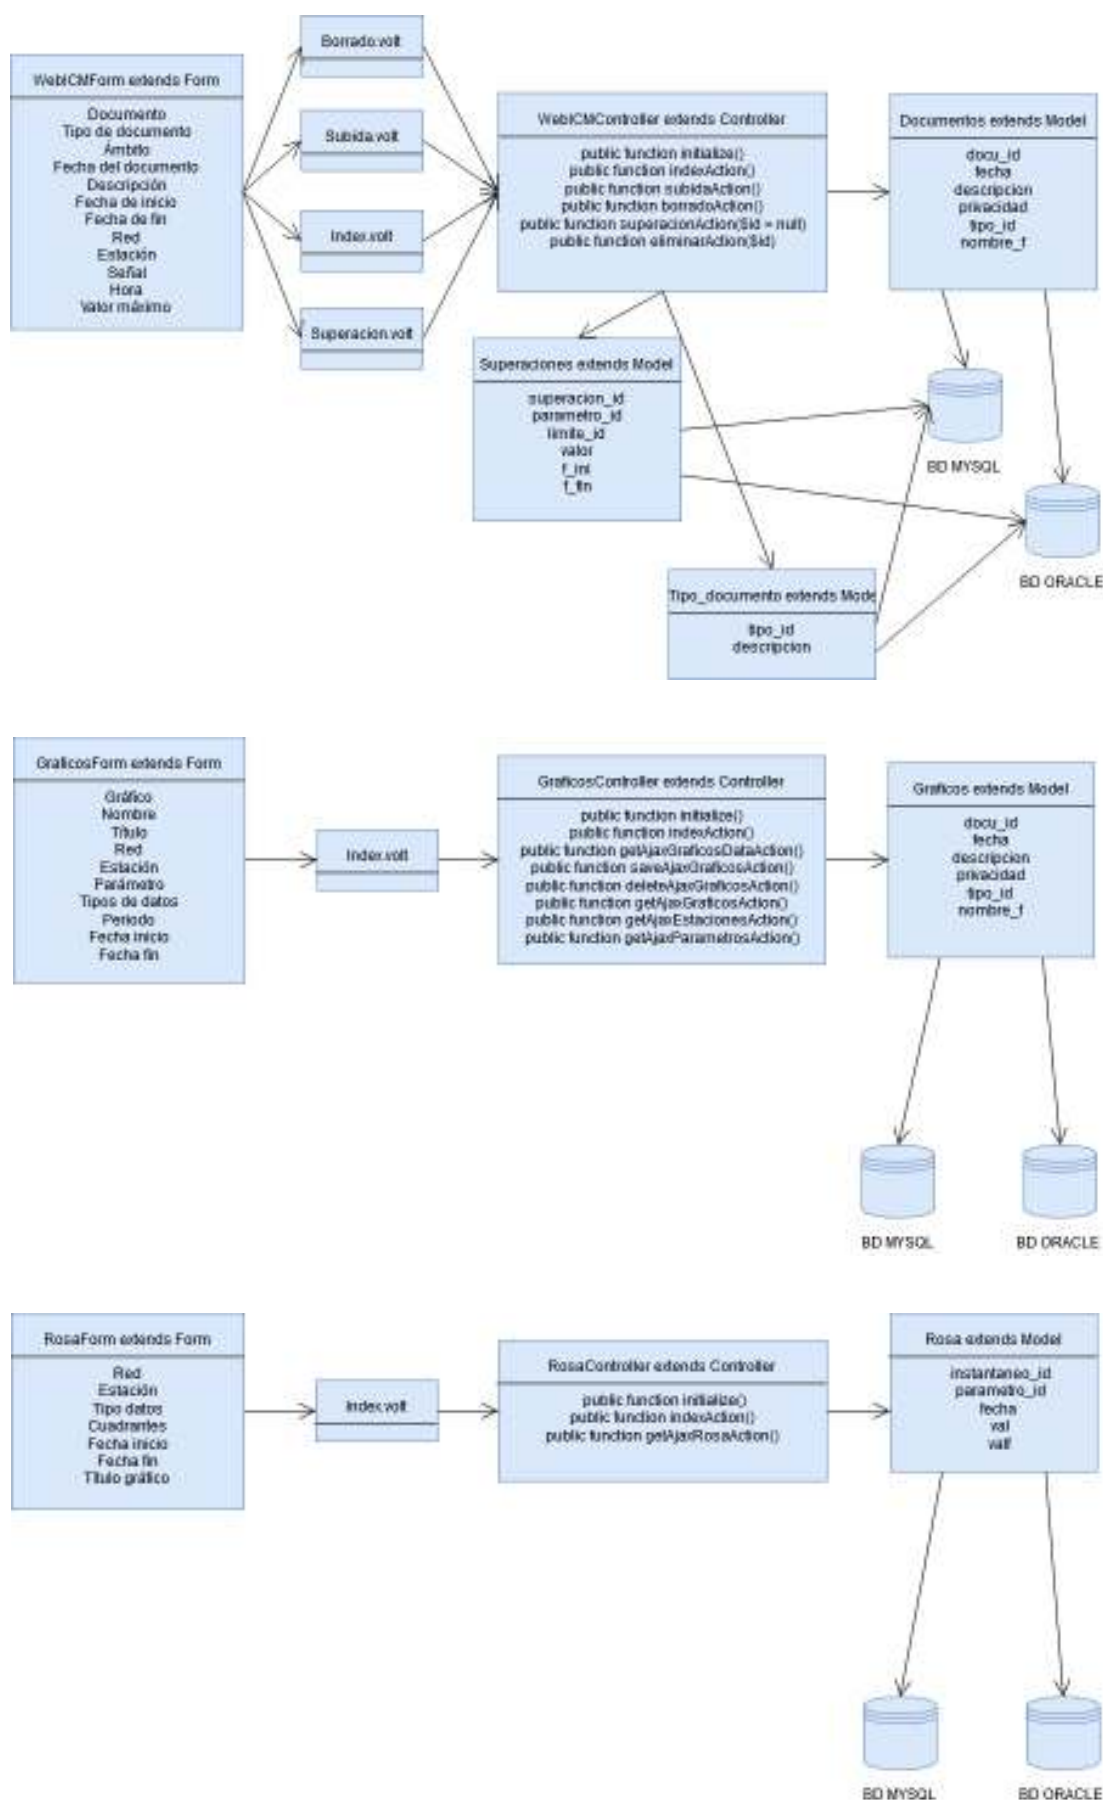 WebICMForm extends Form
Documento
Tipo de documento
Ámbito
Fecha del documento
Descripción
Fecha de inicio
Fecha de fin
Red
Estación
Señal
Hora
Valor máximo
Borrado.volt
Subida.volt
Index.volt
Superacion.volt
WebICMController extends Controller
public function initialize()
public function indexAction()
public function subidaAction()
public function borradoAction()
public function superacionAction($id = null)
public function eliminarAction($id)
Documentos extends Model
docu_id
fecha
descripcion
privacidad
tipo_id
nombre_f
Superaciones extends Model
superacion_id
parametro_id
limite_id
valor
f_ini
f_fin
BD MYSQL
BD ORACLE
Tipo_documento extends Mode
tipo_id
descripcion
GraficosForm extends Form
Gráfico
Nombre
Título
Red
Estación
Parámetro
Tipos de datos
Periodo
Fecha inicio
Fecha fin
Index.volt
GraficosController extends Controller
public function initialize()
public function indexAction()
public function getAjaxGraficosDataAction()
public function saveAjaxGraficosAction()
public function deleteAjaxGraficosAction()
public function getAjaxGraficosAction()
public function getAjaxEstacionesAction()
public function getAjaxParametrosAction()
Graficos extends Model
docu_id
fecha
descripcion
privacidad
tipo_id
nombre_f
BD MYSQL
BD ORACLE
RosaForm extends Form
Red
Estación
Tipo datos
Cuadrantes
Fecha inicio
Fecha fin
Título gráfico
Index.volt
RosaController extends Controller
public function initialize()
public function indexAction()
public function getAjaxRosaAction()
Rosa extends Model
instantaneo_id
parametro_id
fecha
val
valf
BD MYSQL
BD ORACLE